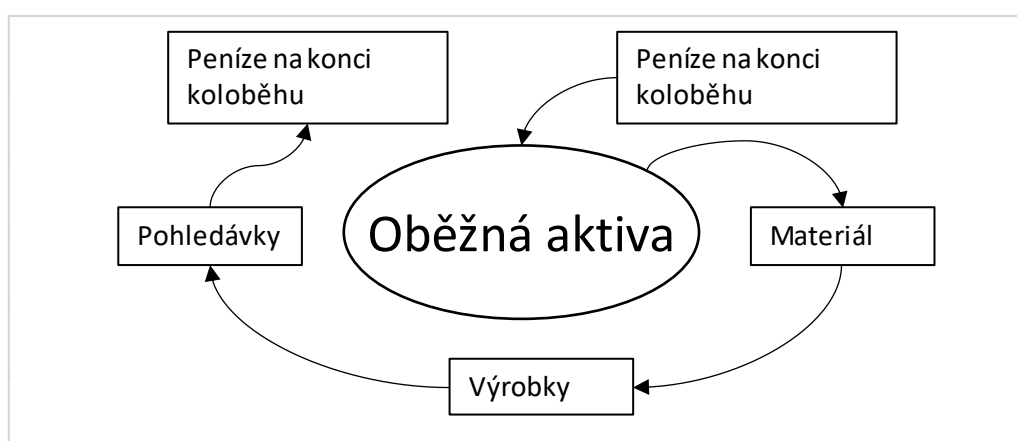 Peníze na konci
koloběhu
Peníze na konci
koloběhu
Pohledávky
Oběžná aktiva
Materiál
Výrobky